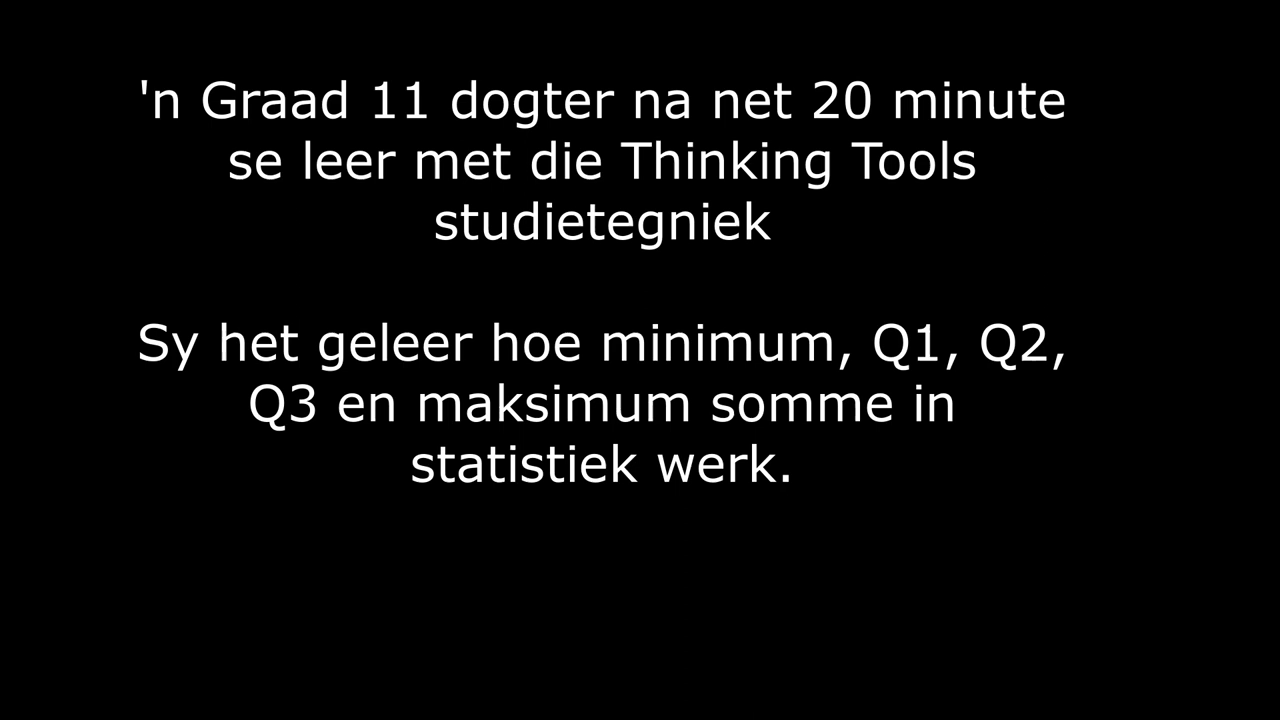 'n Graad 11 dogter na net 20 minute
se leer met die Thinking Tools
studietegniek
Sy het geleer hoe minimum, Q1, Q2,
Q3 en maksimum somme in
statistiek werk.